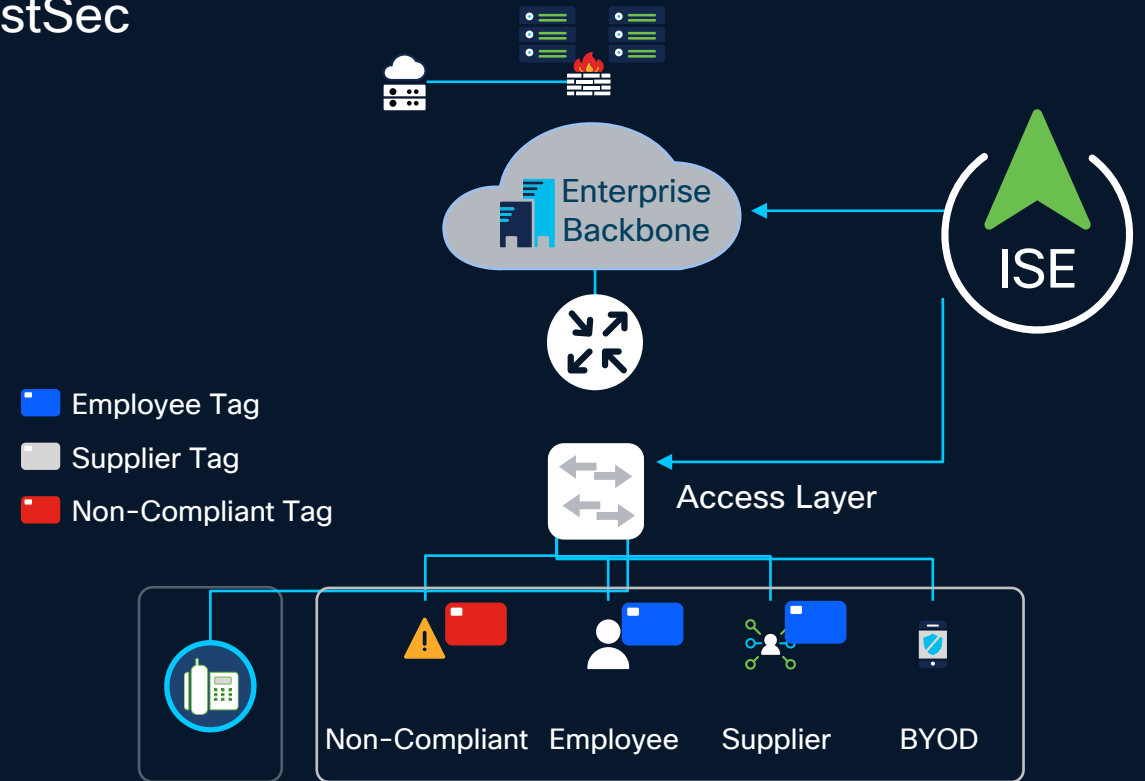 stSec
Enterprise
Backbone
ISE
Employee Tag
Supplier Tag
Non-Compliant Tag
Access Layer
Non-Compliant
Employee
Supplier
BYOD